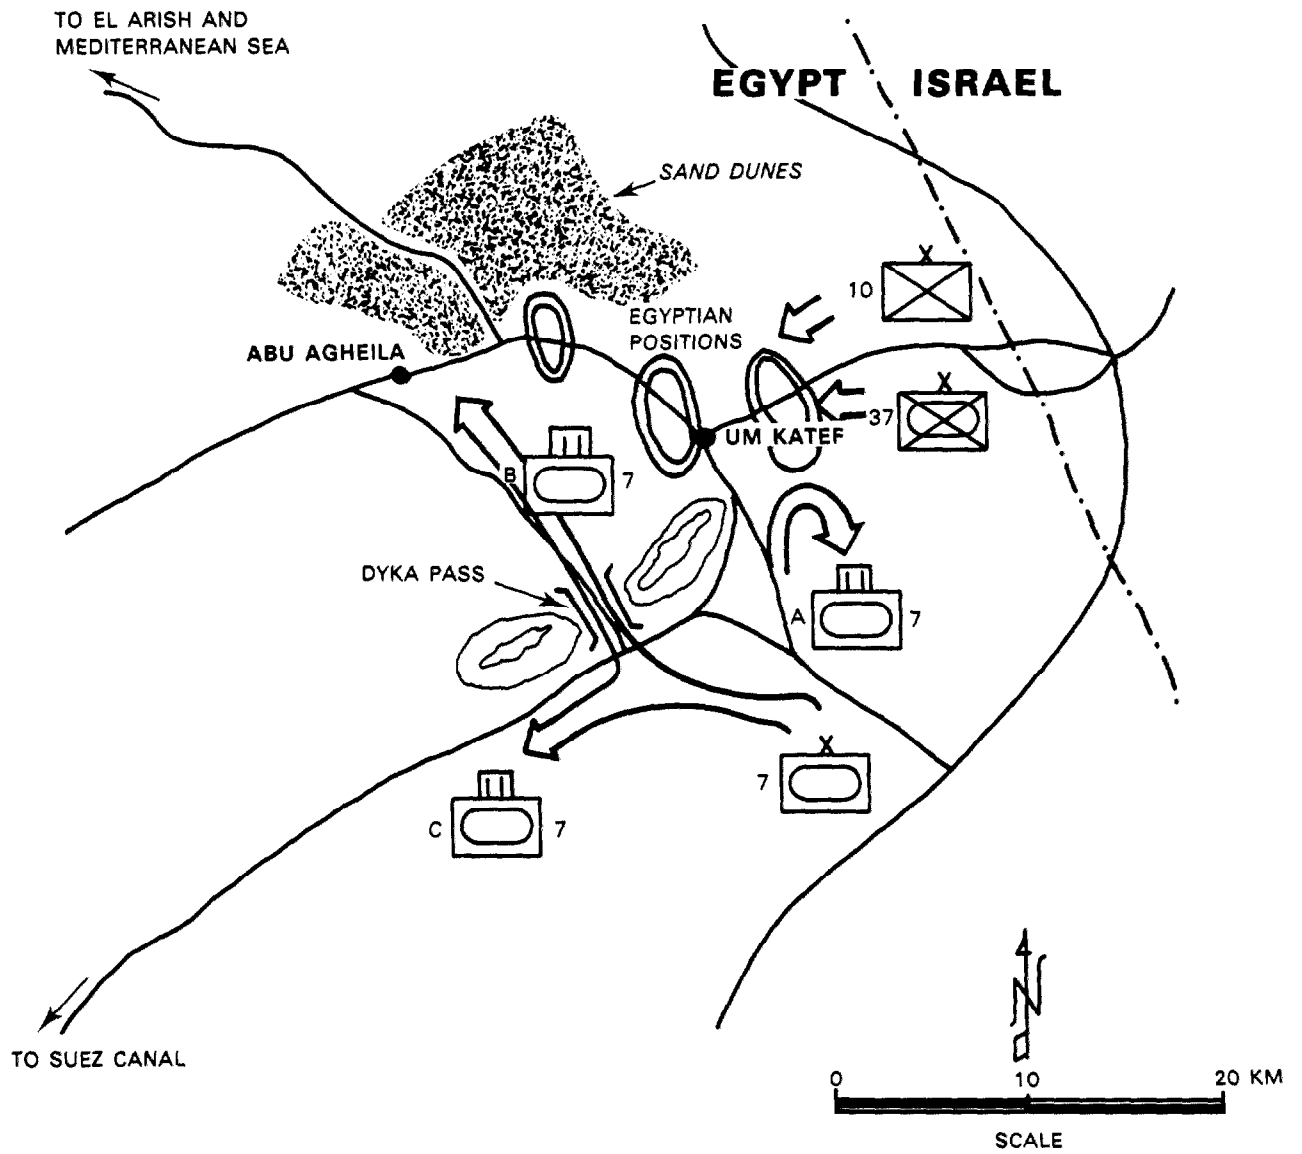 TO EL ARISH AND
MEDITERRANEAN SEA
EGYPT ISRAEL
SAND DUNES
X
10
EGYPTIAN
POSITIONS
ABU AGHEILA
X
37
UM KATEF
B 7
DYKA PASS
A 7
X
7
C 7
N
TO SUEZ CANAL
0 10 20 KM
SCALE